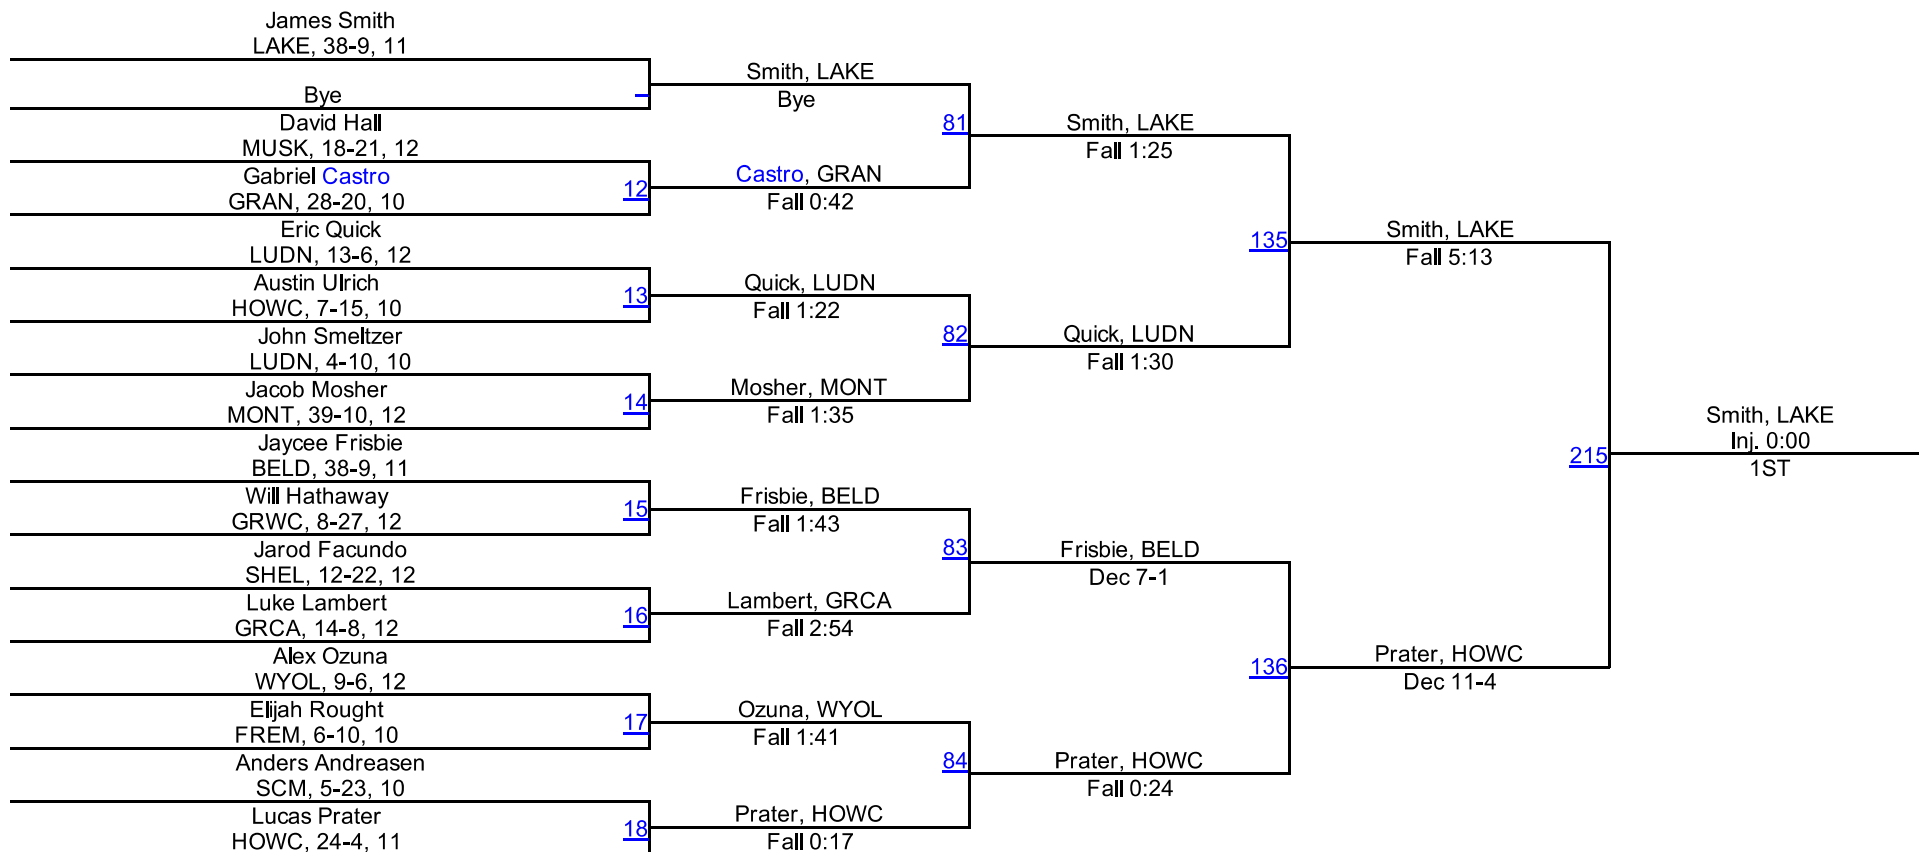 James Smith
LAKE, 38-9, 11
Bye
David Hall
MUSK, 18-21, 12
Gabriel Castro
GRAN, 28-20, 10
12
Eric Quick
LUDN, 13-6, 12
Austin Ulrich
HOWC, 7-15, 10
13
John Smeltzer
LUDN, 4-10, 10
Jacob Mosher
MONT, 39-10, 12
14
Jaycee Frisbie
BELD, 38-9, 11
Will Hathaway
GRWC, 8-27, 12
15
Jarod Facundo
SHEL, 12-22, 12
Luke Lambert
GRCA, 14-8, 12
16
Alex Ozuna
WYOL, 9-6, 12
Elijah Rought
FREM, 6-10, 10
17
Anders Andreasen
SCM, 5-23, 10
Lucas Prater
HOWC, 24-4, 11
18
Smith, LAKE
Bye
81
Castro, GRAN
Fall 0:42
Quick, LUDN
Fall 1:22
82
Mosher, MONT
Fall 1:35
Frisbie, BELD
Fall 1:43
83
Lambert, GRCA
Fall 2:54
Ozuna, WYOL
Fall 1:41
84
Prater, HOWC
Fall 0:17
Smith, LAKE
Fall 1:25
135
Quick, LUDN
Fall 1:30
Frisbie, BELD
Dec 7-1
136
Prater, HOWC
Fall 0:24
Smith, LAKE
Fall 5:13
215
Prater, HOWC
Dec 11-4
Smith, LAKE
Inj. 0:00
1ST